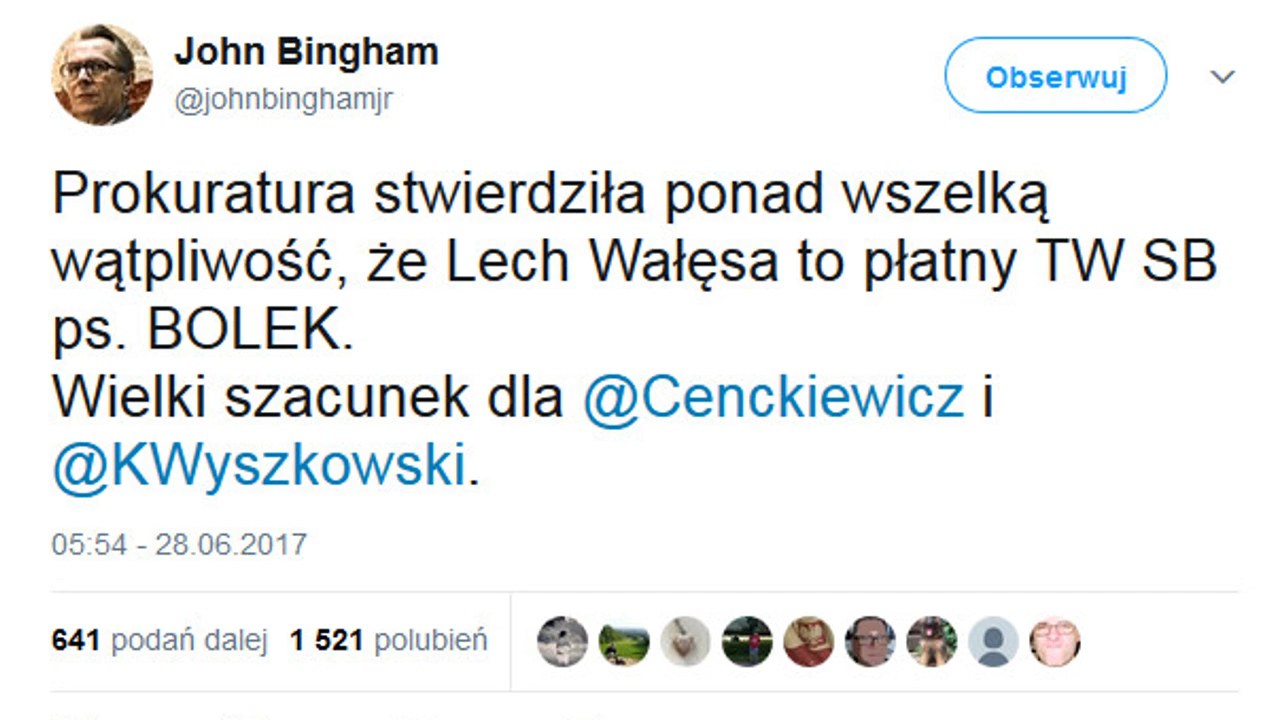 John Bingham
@johnbinghamjr
Obserwuj
Prokuratura stwierdziła ponad wszelką
wątpliwość, że Lech Wałęsa to płatny TW SB
ps. BOLEK.
Wielki szacunek dla @Cenckiewicz i
@KWyszkowski.
05:54 - 28.06.2017
641 podań dalej 1 521 polubień